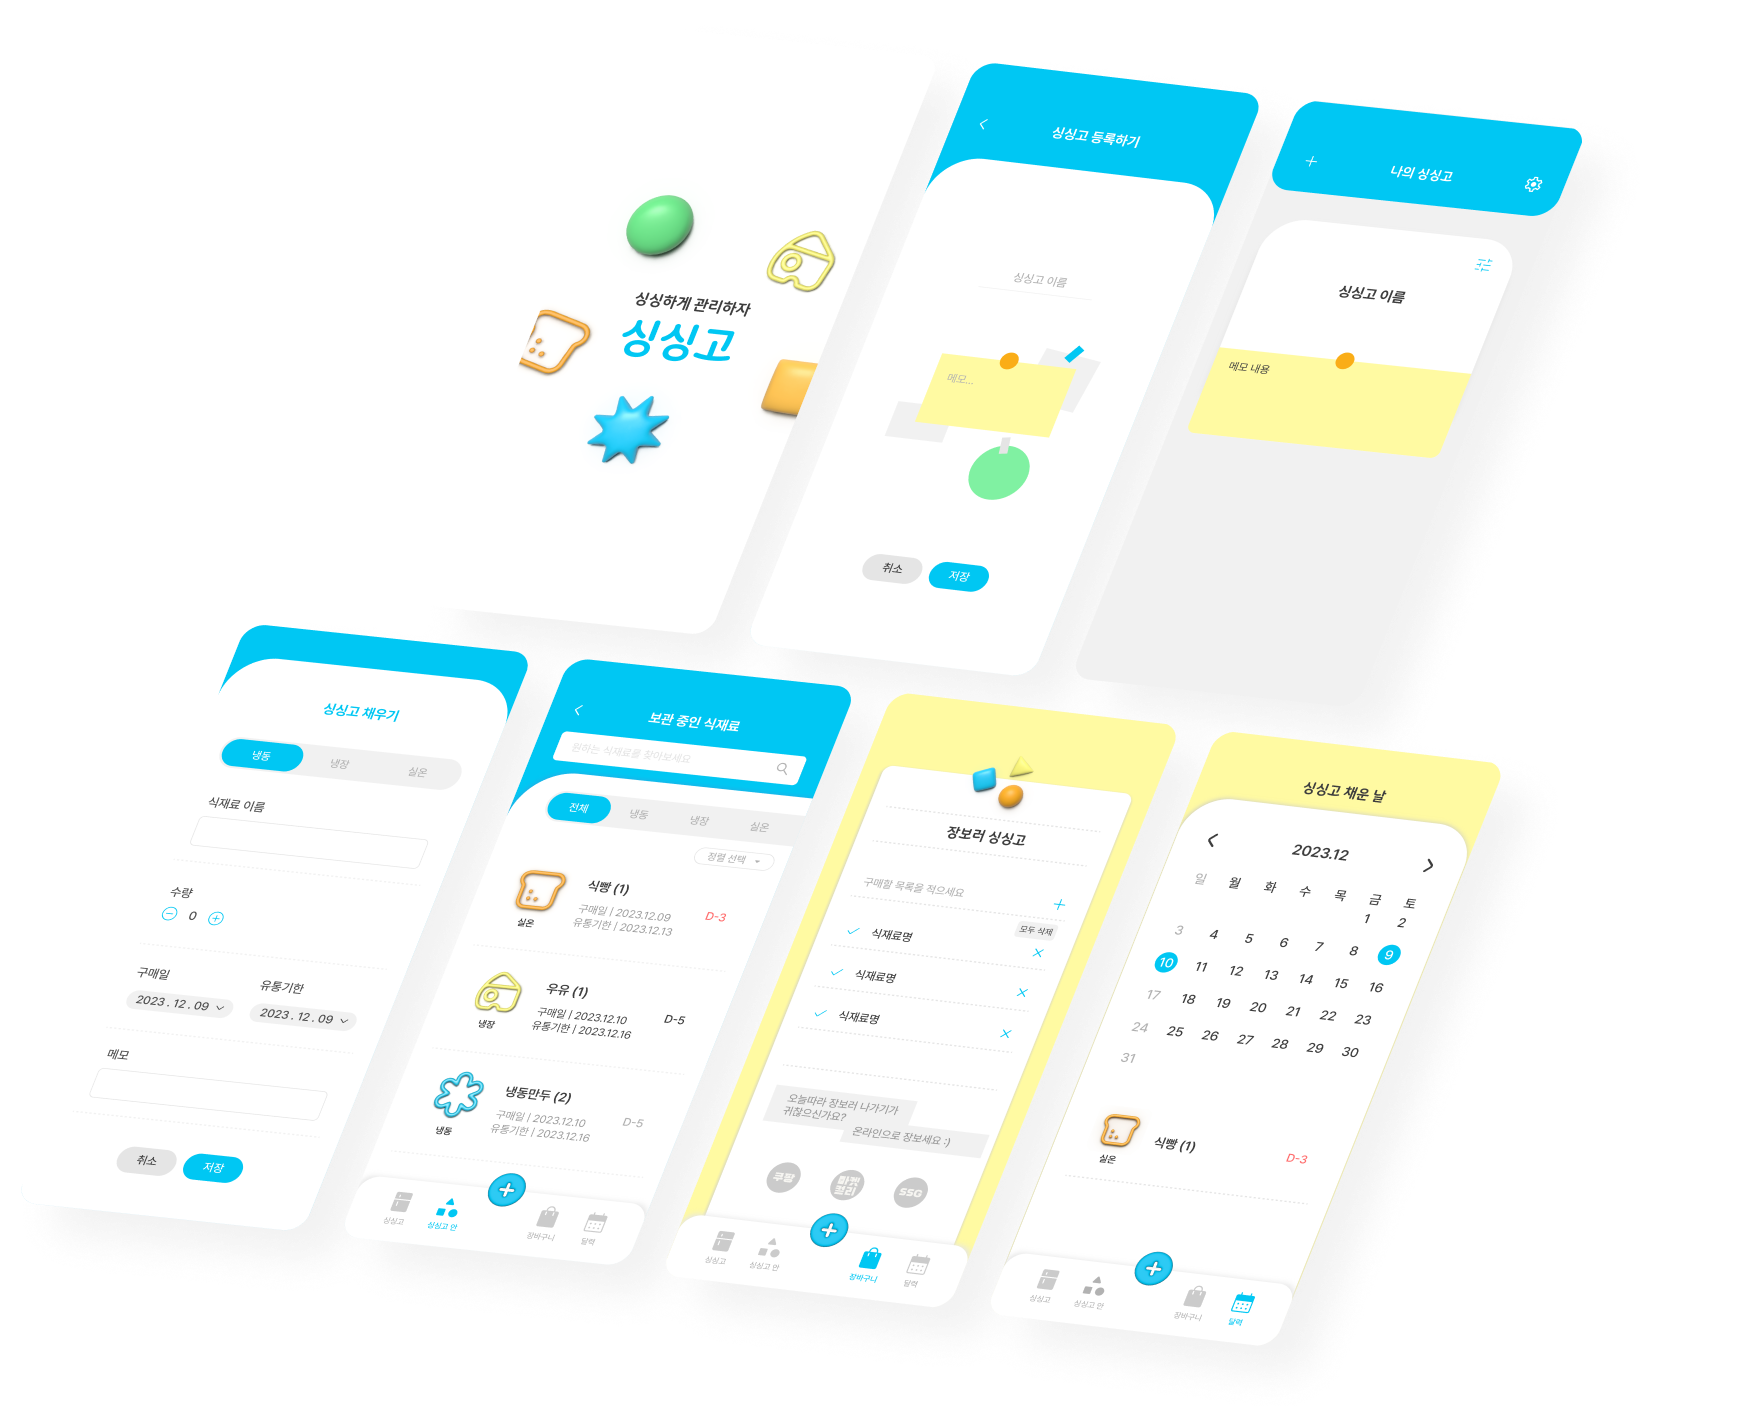 싱싱하게 관리하자
싱싱고
싱싱고 등록하기
싱싱고 이름
메모...
취소
저장
나의 싱싱고
싱싱고 이름
메모 내용
싱싱고 채우기
냉동
냉장
실온
식재료 이름
수량
0
구매일
유통기한
2023 . 12 . 09
2023 . 12 . 09
메모
취소
저장
보관 중인 식재료
원하는 식재료를 찾아보세요
전체
냉동
냉장
실온
정렬 선택
식빵 (1)
구매일 | 2023.12.09
유통기한 | 2023.12.13
D-3
실온
우유 (1)
구매일 | 2023.12.10
유통기한 | 2023.12.16
D-5
냉장
냉동만두 (2)
구매일 | 2023.12.10
유통기한 | 2023.12.16
D-5
냉동
싱싱고
싱싱고 안
장바구니
달력
장보러 싱싱고
구매할 목록을 적으세요
모두 삭제
식재료명
식재료명
식재료명
오늘따라 장보러 나가기가
귀찮으신가요?
온라인으로 장보세요 :)
쿠팡
마켓
컬리
SSG
싱싱고
싱싱고 안
장바구니
달력
싱싱고 채운 날
2023.12
일 월 화 수 목 금 토
1 2
3 4 5 6 7 8 9
10 11 12 13 14 15 16
17 18 19 20 21 22 23
24 25 26 27 28 29 30
31
식빵 (1)
D-3
실온
싱싱고
싱싱고 안
장바구니
달력